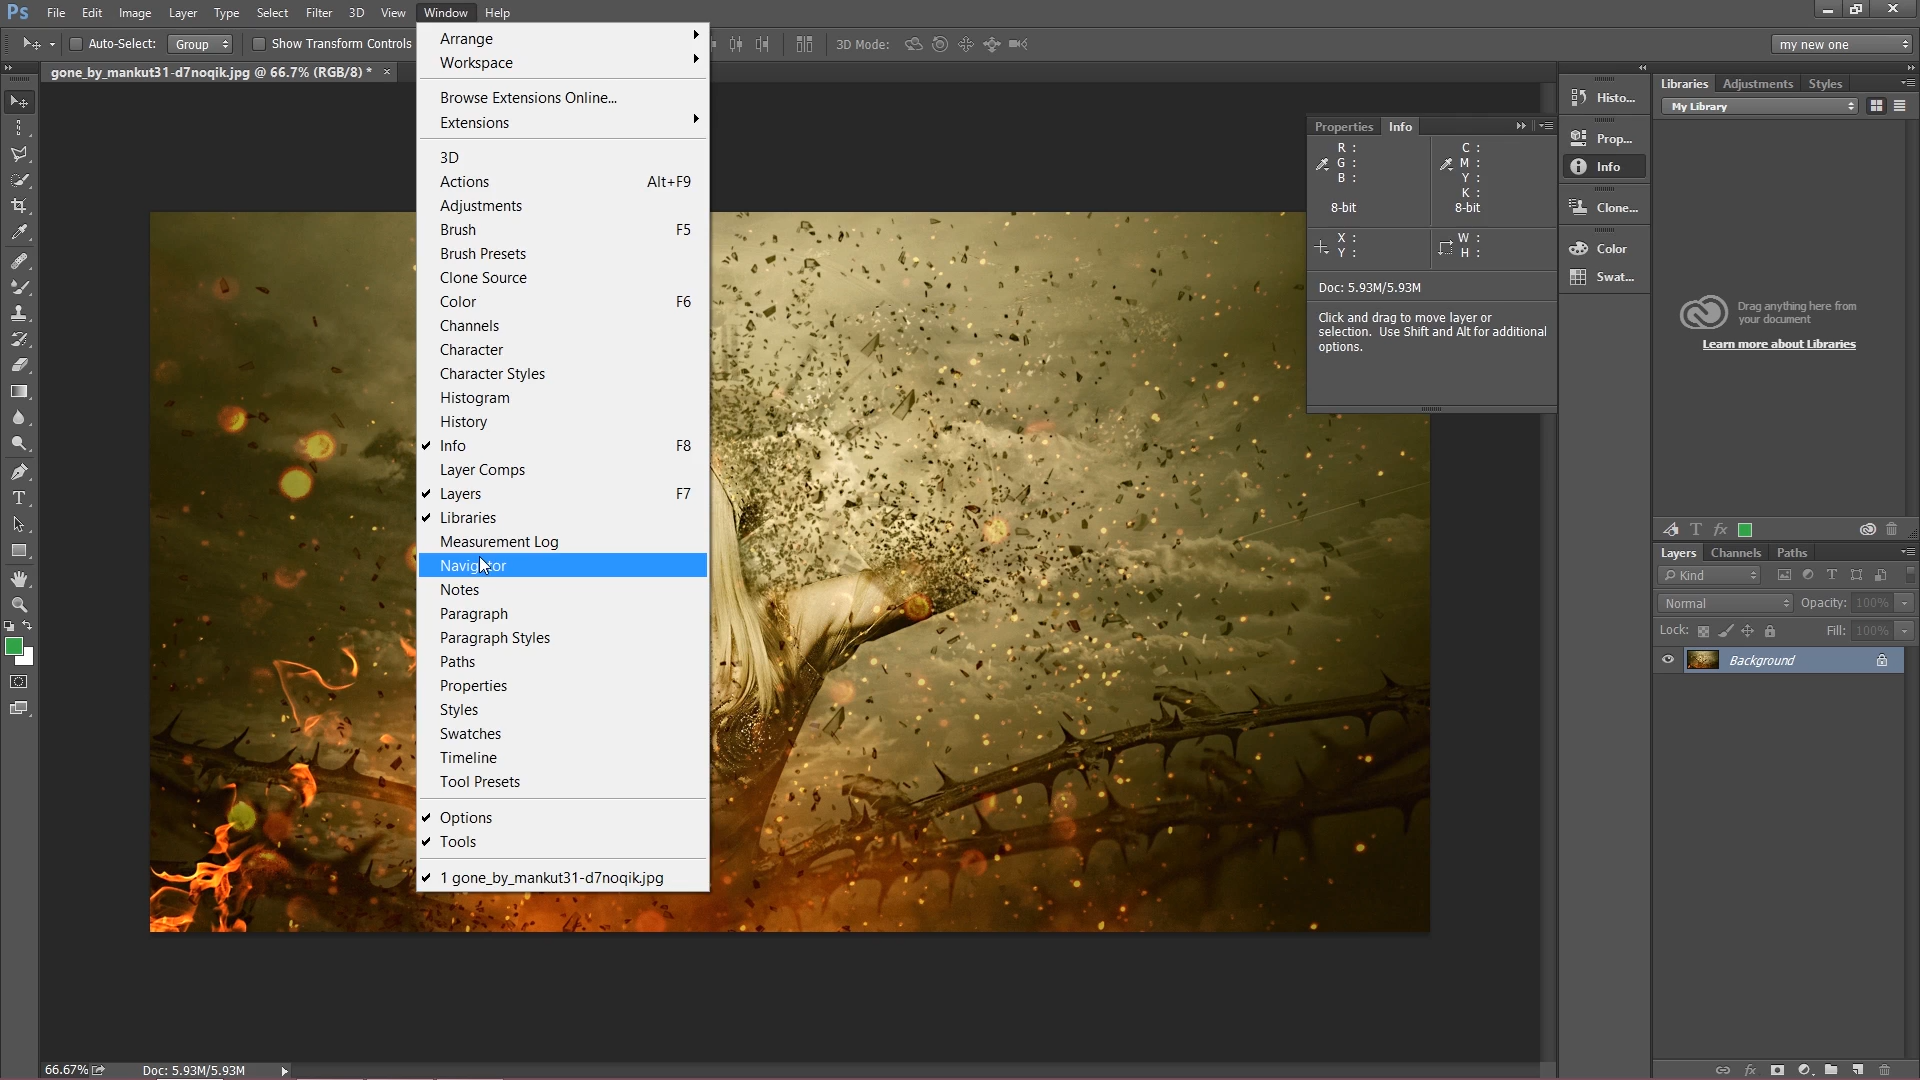 Ps File Edit Image Layer Type Select Filter 3D View Window Help
Auto-Select: Group Show Transform Controls 3D Mode: my new one
gone_by_mankut31-d7noqik.jpg @ 66.7% (RGB/8) * ×
Arrange
Workspace
Browse Extensions Online...
Extensions
3D
Actions Alt+F9
Adjustments
Brush F5
Brush Presets
Clone Source
Color F6
Channels
Character
Character Styles
Histogram
History
Info F8
Layer Comps
Layers F7
Libraries
Measurement Log
Navigator
Notes
Paragraph
Paragraph Styles
Paths
Properties
Styles
Swatches
Timeline
Tool Presets
Options
Tools
1 gone_by_mankut31-d7noqik.jpg
Properties Info
R : C :
G : M :
B : Y :
K :
8-bit 8-bit
X : W :
Y : H :
Doc: 5.93M/5.93M
Click and drag to move layer or
selection. Use Shift and Alt for additional
options.
Histo...
Prop...
Info
Clone...
Color
Swat...
Libraries Adjustments Styles
My Library
Drag anything here from
your document
Learn more about Libraries
T fx
Layers Channels Paths
Kind T
Normal Opacity: 100%
Lock: Fill: 100%
Background
T
66.67% Doc: 5.93M/5.93M
fx